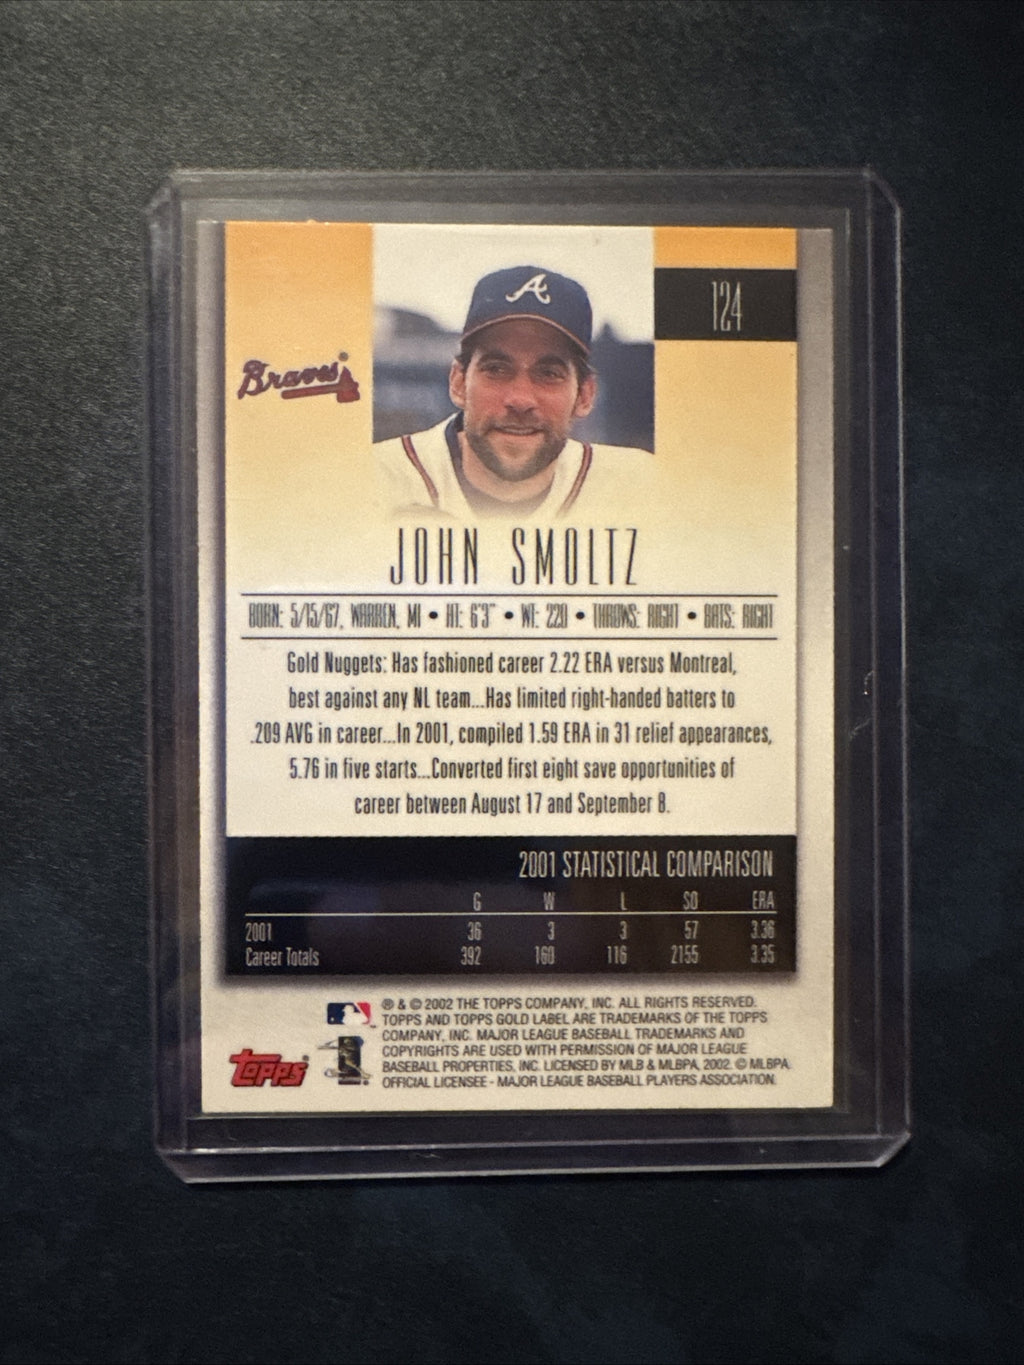 A
124
Braves®
JOHN SMOLTZ
BORN: 5/15/67, WARREN, MI • HT: 6'3" • WT: 220 • THROWS: RIGHT • BATS: RIGHT
Gold Nuggets: Has fashioned career 2.22 ERA versus Montreal,
best against any NL team...Has limited right-handed batters to
.209 AVG in career...In 2001, compiled 1.59 ERA in 31 relief appearances,
5.76 in five starts...Converted first eight save opportunities of
career between August 17 and September 8.
2001 STATISTICAL COMPARISON
G W L SO ERA
2001 36 3 3 57 3.36
Career Totals 392 160 116 2155 3.35
® & © 2002 THE TOPPS COMPANY, INC. ALL RIGHTS RESERVED.
TOPPS AND TOPPS GOLD LABEL ARE TRADEMARKS OF THE TOPPS
COMPANY, INC. MAJOR LEAGUE BASEBALL TRADEMARKS AND
COPYRIGHTS ARE USED WITH PERMISSION OF MAJOR LEAGUE
BASEBALL PROPERTIES, INC. LICENSED BY MLB & MLBPA, 2002. © MLBPA.
OFFICIAL LICENSEE - MAJOR LEAGUE BASEBALL PLAYERS ASSOCIATION.
TOPPS®